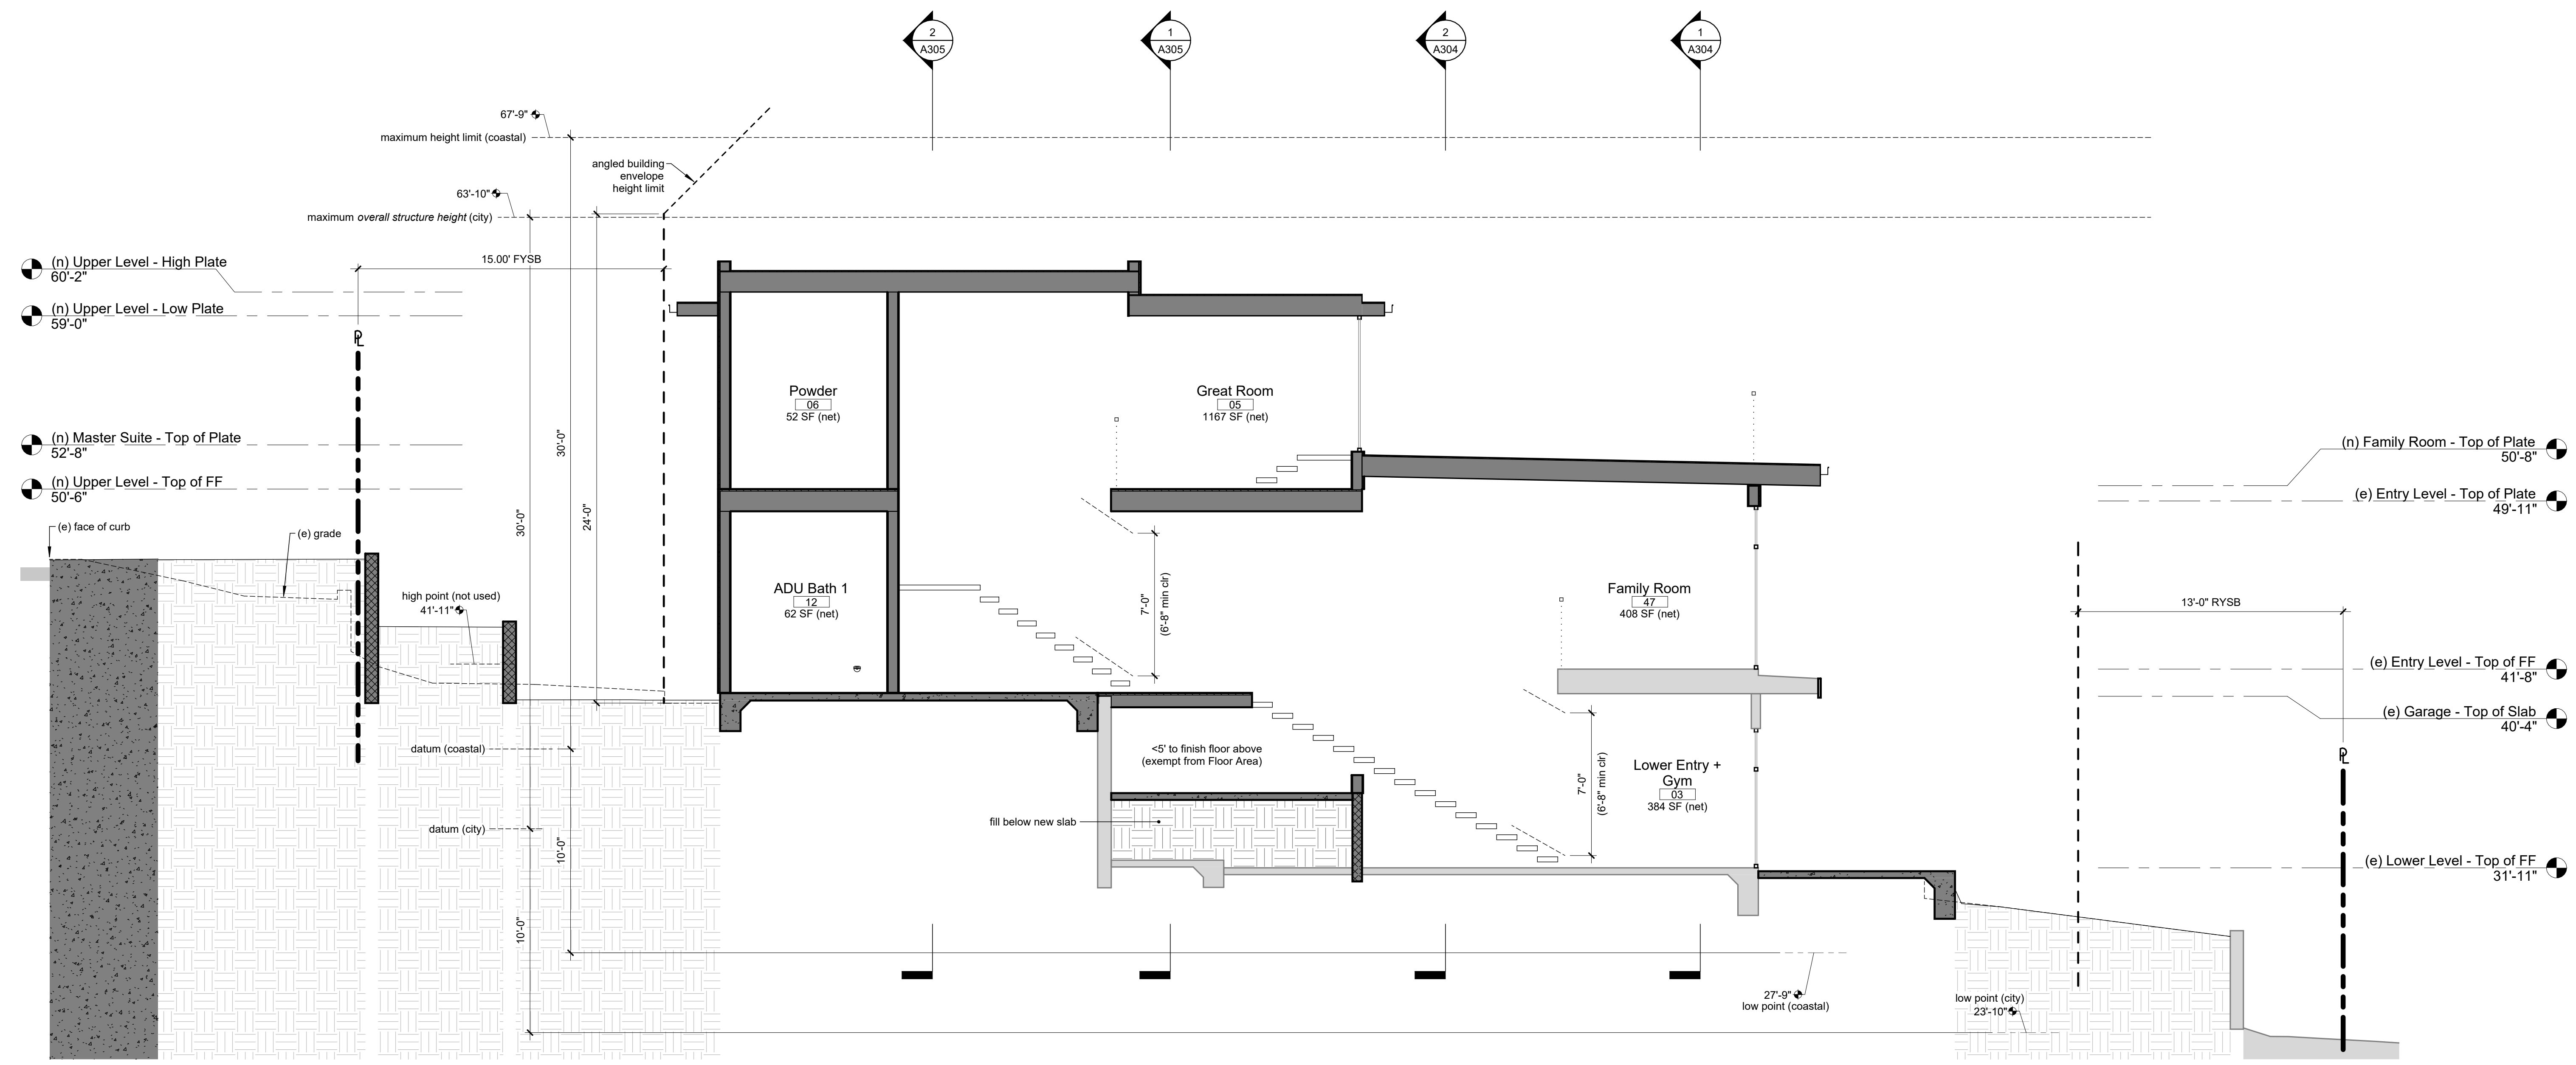 2
A305
1
A305
2
A304
1
A304
67'-9"
maximum height limit (coastal)
angled building
envelope
height limit
63'-10"
maximum overall structure height (city)
(n) Upper Level - High Plate
60'-2"
15.00' FYSB
(n) Upper Level - Low Plate
59'-0"
PL
Powder
06
52 SF (net)
Great Room
05
1167 SF (net)
(n) Master Suite - Top of Plate
52'-8"
30'-0"
(n) Family Room - Top of Plate
50'-8"
(n) Upper Level - Top of FF
50'-6"
(e) Entry Level - Top of Plate
49'-11"
30'-0"
24'-0"
(e) face of curb
(e) grade
high point (not used)
41'-11"
ADU Bath 1
12
62 SF (net)
7'-0"
(6'-8" min clr)
Family Room
47
408 SF (net)
13'-0" RYSB
(e) Entry Level - Top of FF
41'-8"
(e) Garage - Top of Slab
40'-4"
datum (coastal)
<5' to finish floor above
(exempt from Floor Area)
7'-0"
(6'-8" min clr)
Lower Entry +
Gym
03
384 SF (net)
PL
datum (city)
fill below new slab
10'-0"
(e) Lower Level - Top of FF
31'-11"
10'-0"
27'-9"
low point (coastal)
low point (city)
23'-10"